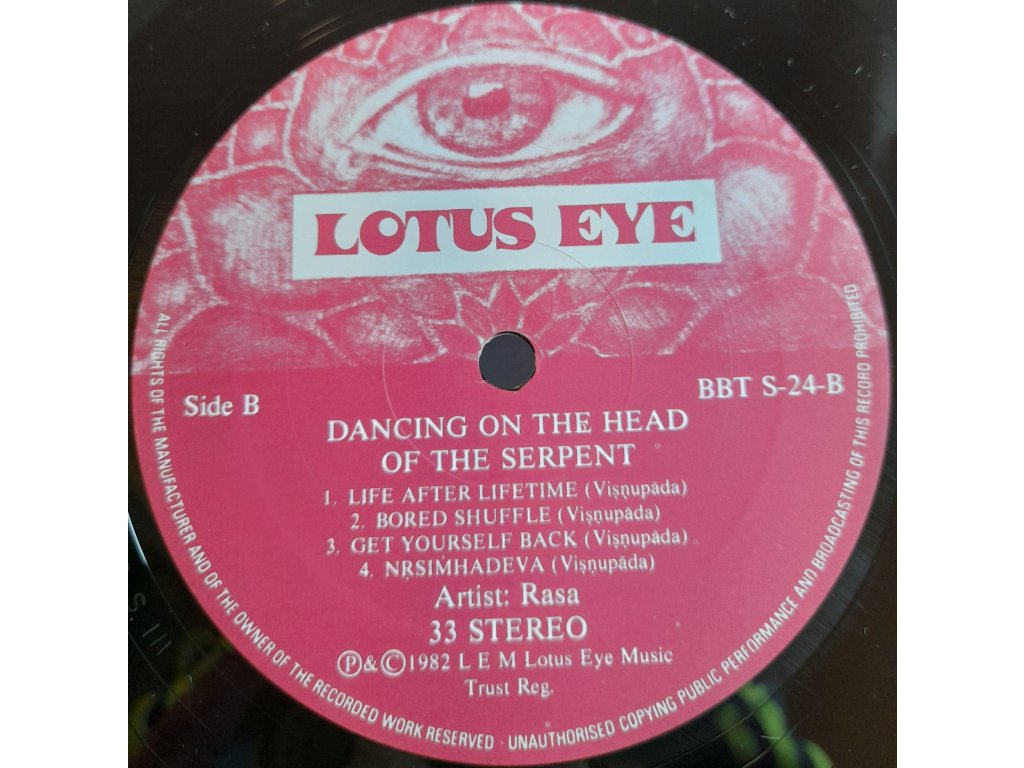 LOTUS EYE
Side B
BBT S-24-B
DANCING ON THE HEAD
OF THE SERPENT
1. LIFE AFTER LIFETIME (Viṣṇupāda)
2. BORED SHUFFLE (Viṣṇupāda)
3. GET YOURSELF BACK (Viṣṇupāda)
4. NṚSIṀHADEVA (Viṣṇupāda)
Artist: Rasa
33 STEREO
Ⓟ&©1982 L E M Lotus Eye Music
Trust Reg.
ALL RIGHTS OF THE MANUFACTURER AND OF THE OWNER OF THE RECORDED WORK RESERVED · UNAUTHORISED COPYING PUBLIC PERFORMANCE AND BROADCASTING OF THIS RECORD PROHIBITED